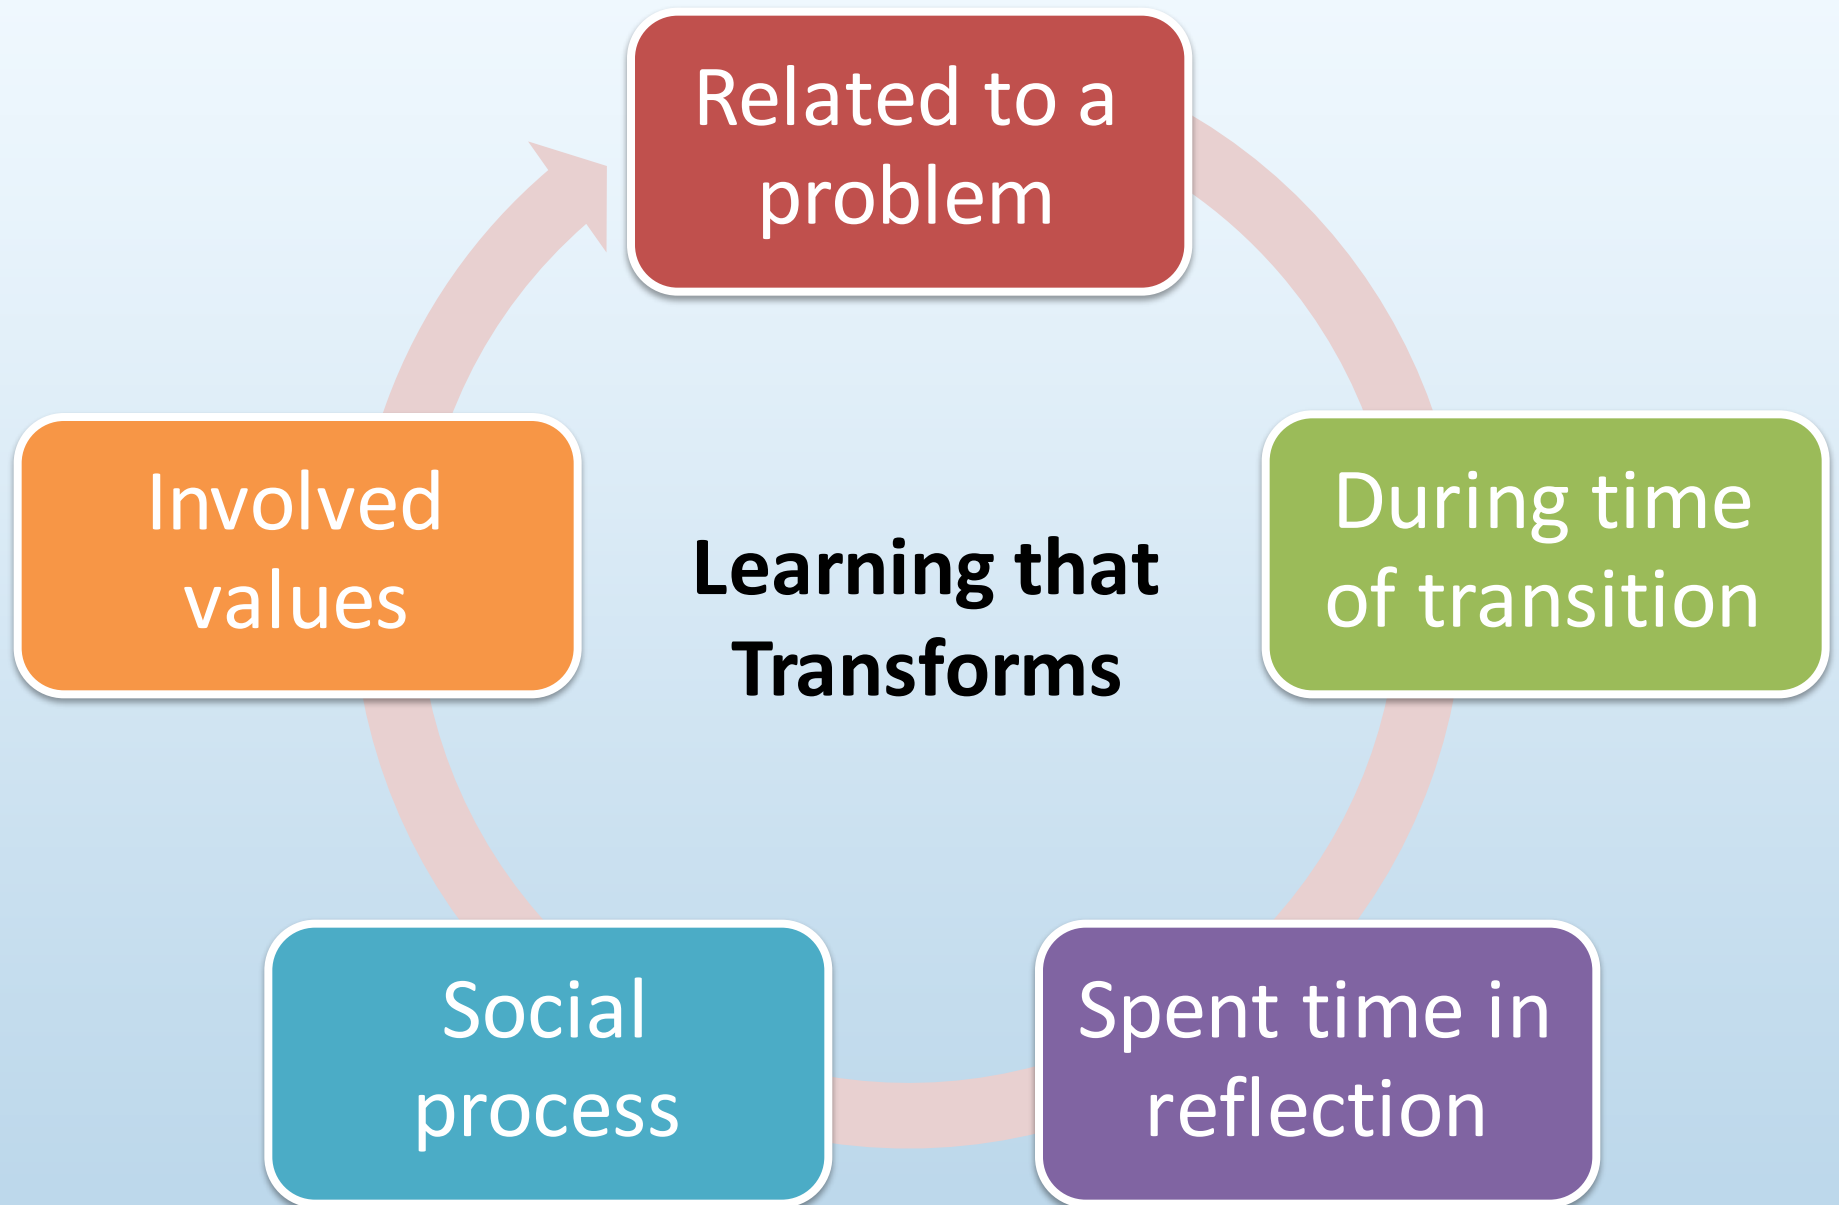 Related to a
problem
During time
of transition
Spent time in
reflection
Social
process
Involved
values
Learning that
Transforms